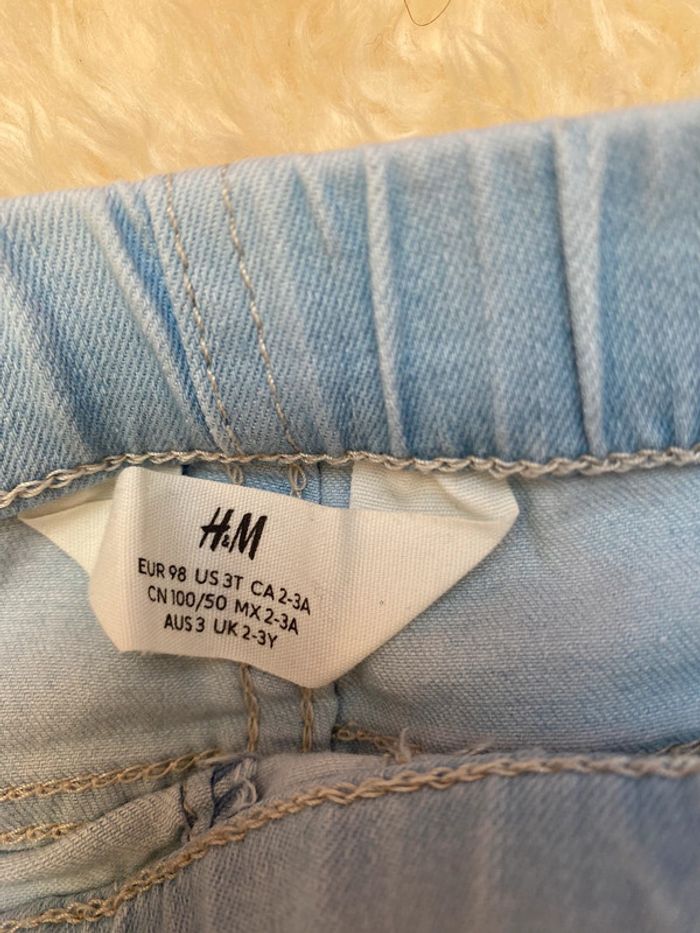 H&M
EUR 98 US 3T CA 2-3A
CN 100/50 MX 2-3A
AUS 3 UK 2-3Y